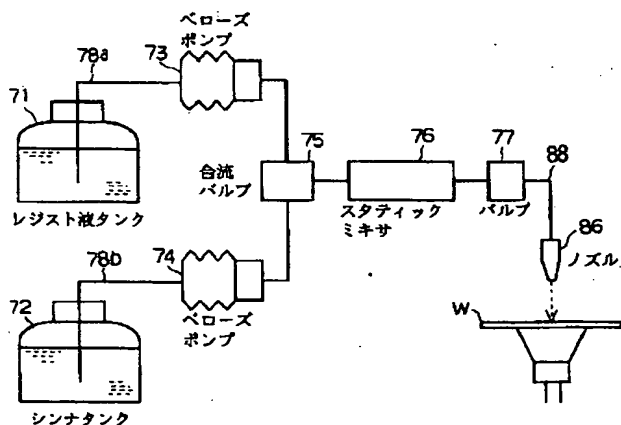 ベローズ
ポンプ
78a
73
71
レジスト液タンク
75
合流
バルブ
76
スタティック
ミキサ
77
バルブ
88
86
ノズル
78b
74
ベローズ
ポンプ
72
シンナタンク
W